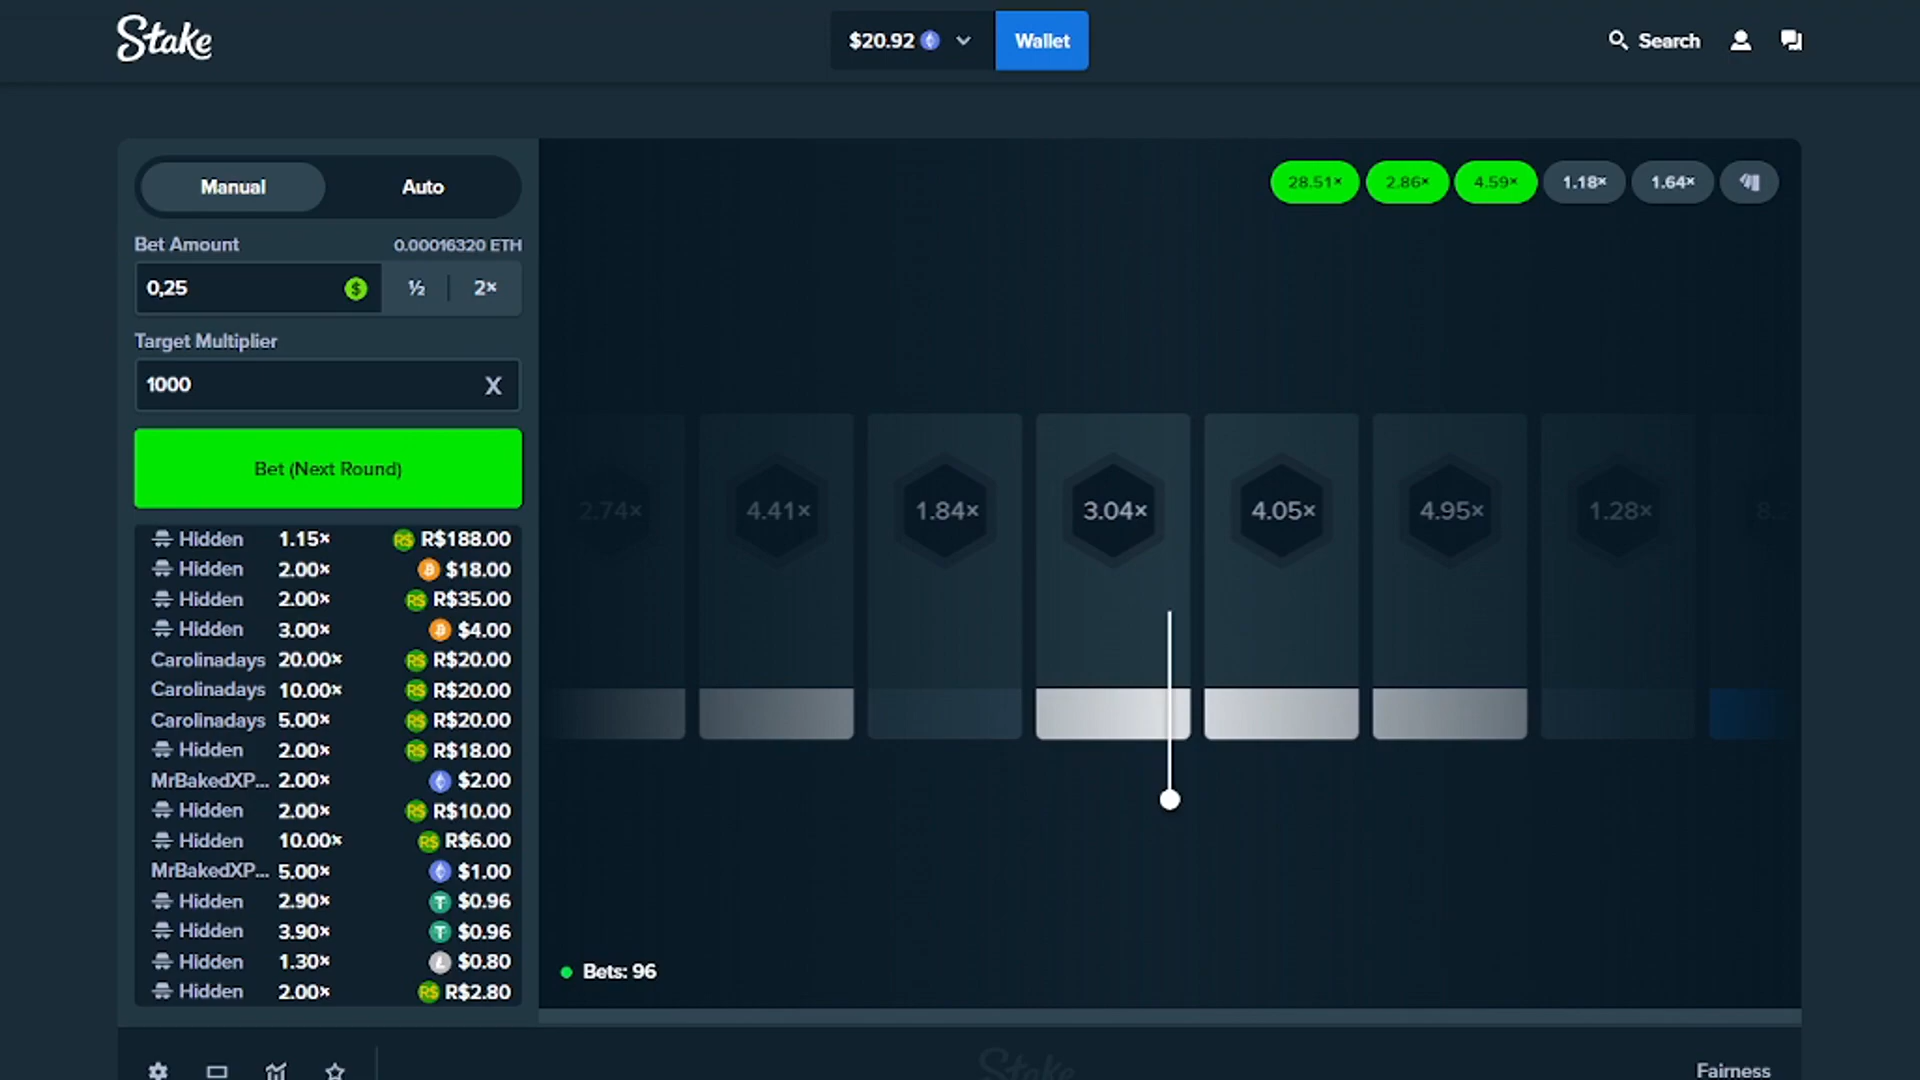 Stake
$20.92
Wallet
Search
Manual
Auto
28.51×
2.86×
4.59×
1.18×
1.64×
Bet Amount
0.00016320 ETH
0,25
½
2×
Target Multiplier
1000
X
Bet (Next Round)
2.74×
4.41×
1.84×
3.04×
4.05×
4.95×
1.28×
Hidden 1.15× R$ R$188.00
Hidden 2.00× $18.00
Hidden 2.00× R$ R$35.00
Hidden 3.00× $4.00
Carolinadays 20.00× R$ R$20.00
Carolinadays 10.00× R$ R$20.00
Carolinadays 5.00× R$ R$20.00
Hidden 2.00× R$ R$18.00
MrBakedXP... 2.00× $2.00
Hidden 2.00× R$ R$10.00
Hidden 10.00× R$ R$6.00
MrBakedXP... 5.00× $1.00
Hidden 2.90× $0.96
Hidden 3.90× $0.96
Hidden 1.30× $0.80
Hidden 2.00× R$ R$2.80
Bets: 96
Stake
Fairness